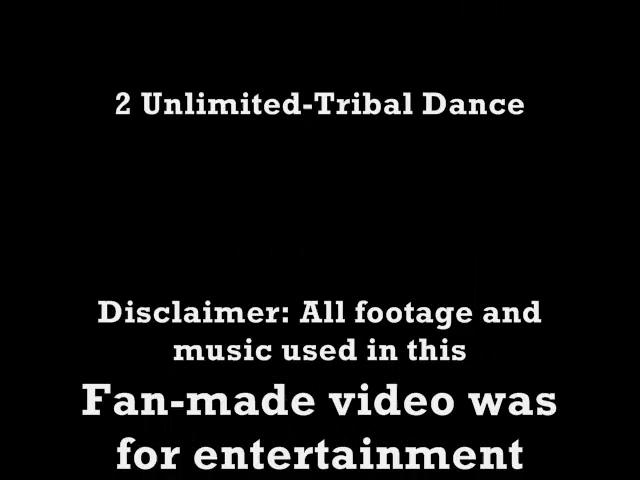 2 Unlimited-Tribal Dance
Disclaimer: All footage and
music used in this
Fan-made video was
for entertainment